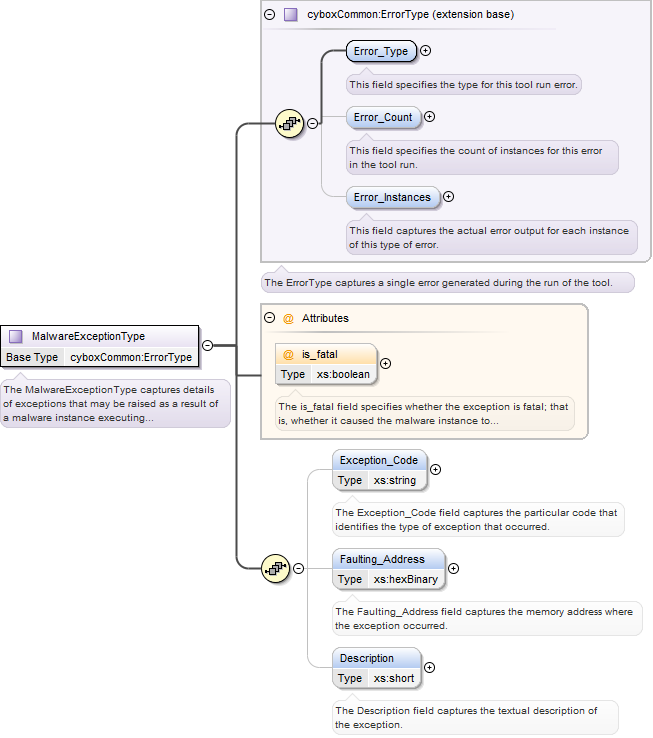 cyboxCommon:ErrorType (extension base)
Error_Type
This field specifies the type for this tool run error.
Error_Count
This field specifies the count of instances for this error
in the tool run.
Error_Instances
This field captures the actual error output for each instance
of this type of error.
The ErrorType captures a single error generated during the run of the tool.
@ Attributes
@ is_fatal
Type xs:boolean
The is_fatal field specifies whether the exception is fatal; that
is, whether it caused the malware instance to...
MalwareExceptionType
Base Type cyboxCommon:ErrorType
The MalwareExceptionType captures details
of exceptions that may be raised as a result of
a malware instance executing...
Exception_Code
Type xs:string
The Exception_Code field captures the particular code that
identifies the type of exception that occurred.
Faulting_Address
Type xs:hexBinary
The Faulting_Address field captures the memory address where
the exception occurred.
Description
Type xs:short
The Description field captures the textual description of
the exception.